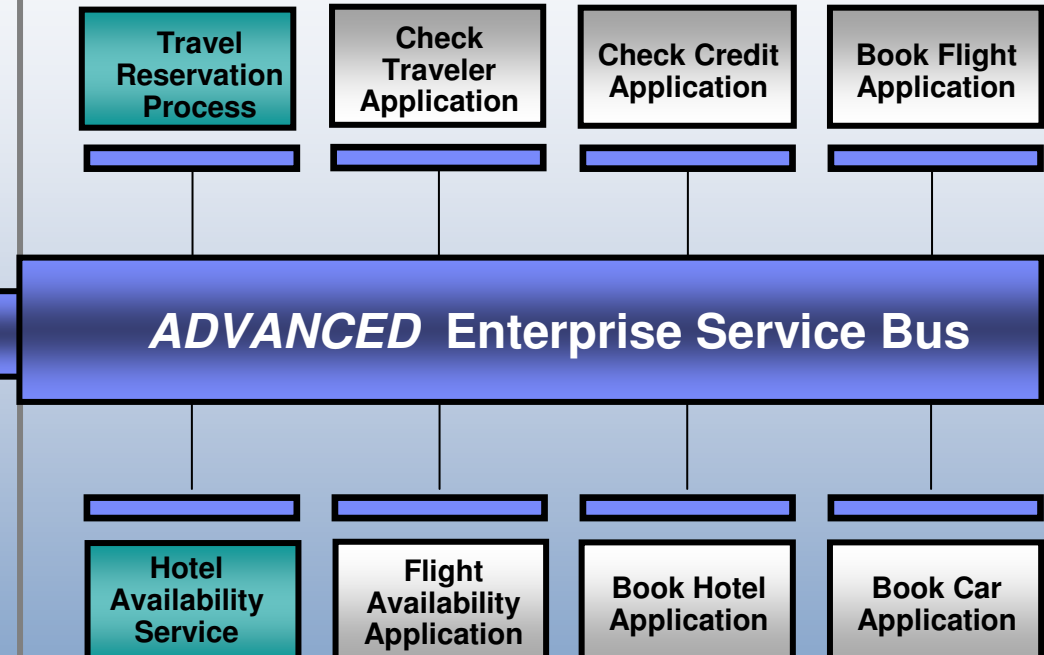 Travel
Reservation
Process
Check
Traveler
Application
Check Credit
Application
Book Flight
Application
ADVANCED Enterprise Service Bus
Hotel
Availability
Service
Flight
Availability
Application
Book Hotel
Application
Book Car
Application